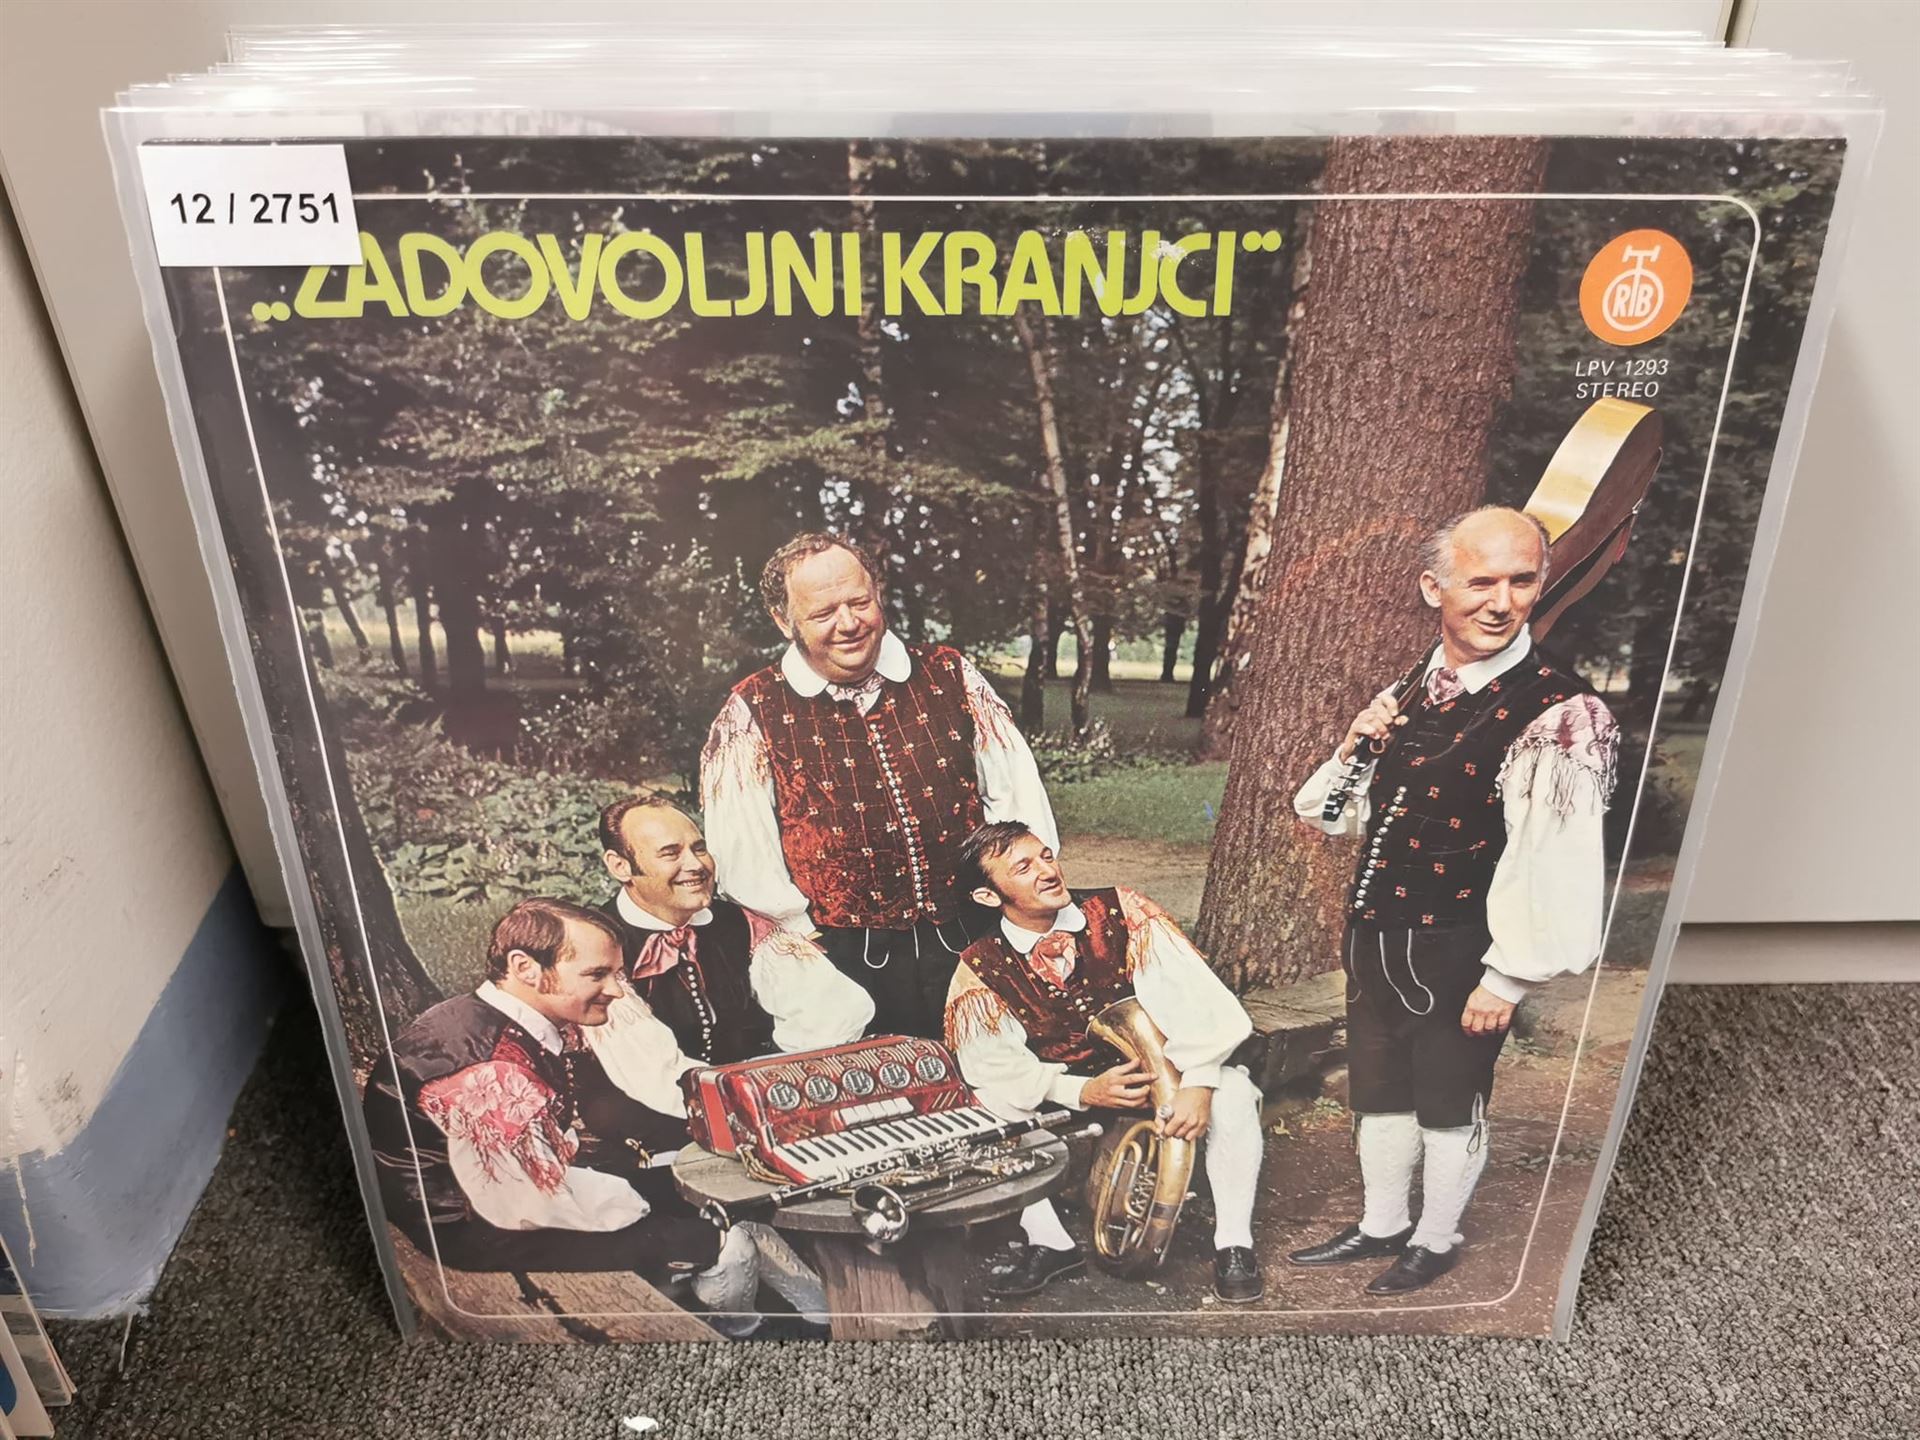 12 / 2751
„ZADOVOLJNI KRANJCI”
RTB
LPV 1293
STEREO